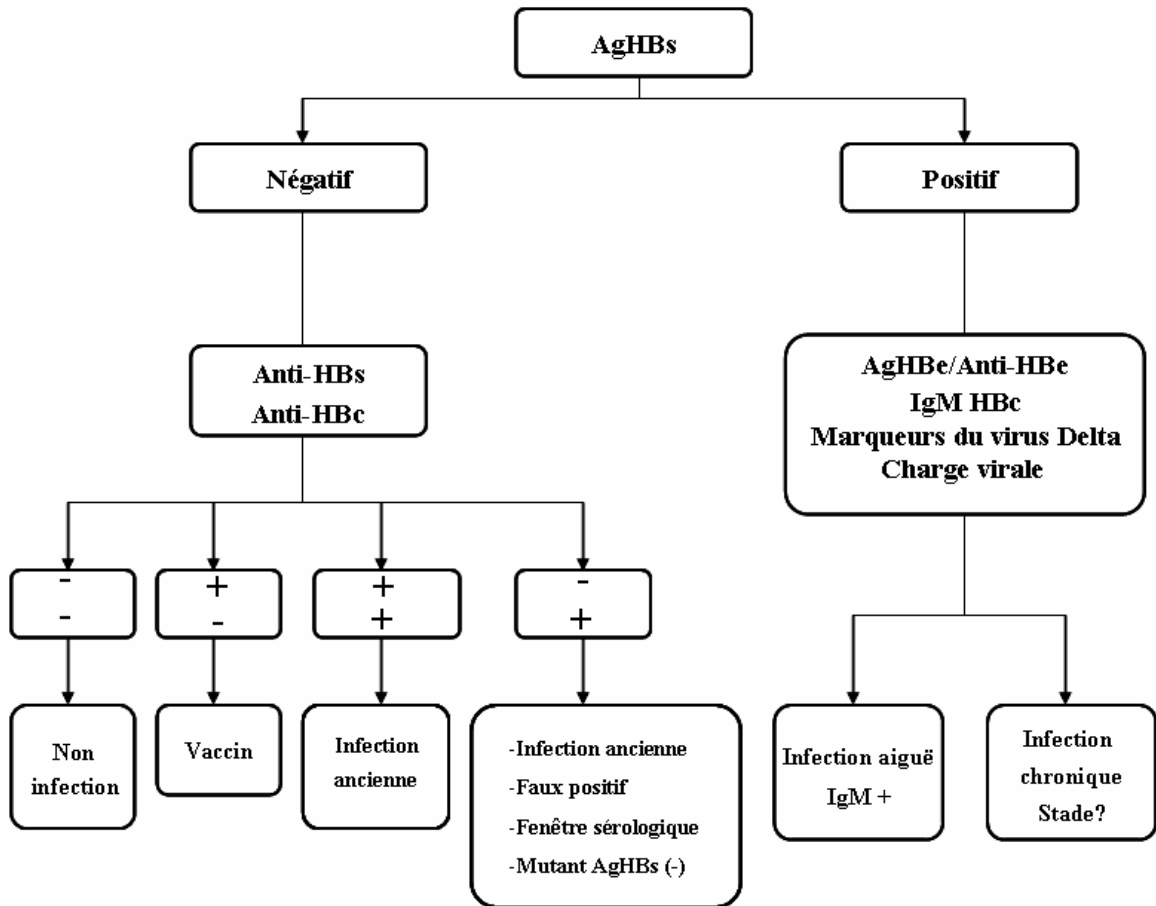 AgHBs
Négatif
Positif
Anti-HBs
Anti-HBc
AgHBe/Anti-HBe
IgM HBc
Marqueurs du virus Delta
Charge virale
-
-
+
-
+
+
-
+
Non
infection
Vaccin
Infection
ancienne
-Infection ancienne
-Faux positif
-Fenêtre sérologique
-Mutant AgHBs (-)
Infection aiguë
IgM +
Infection
chronique
Stade?